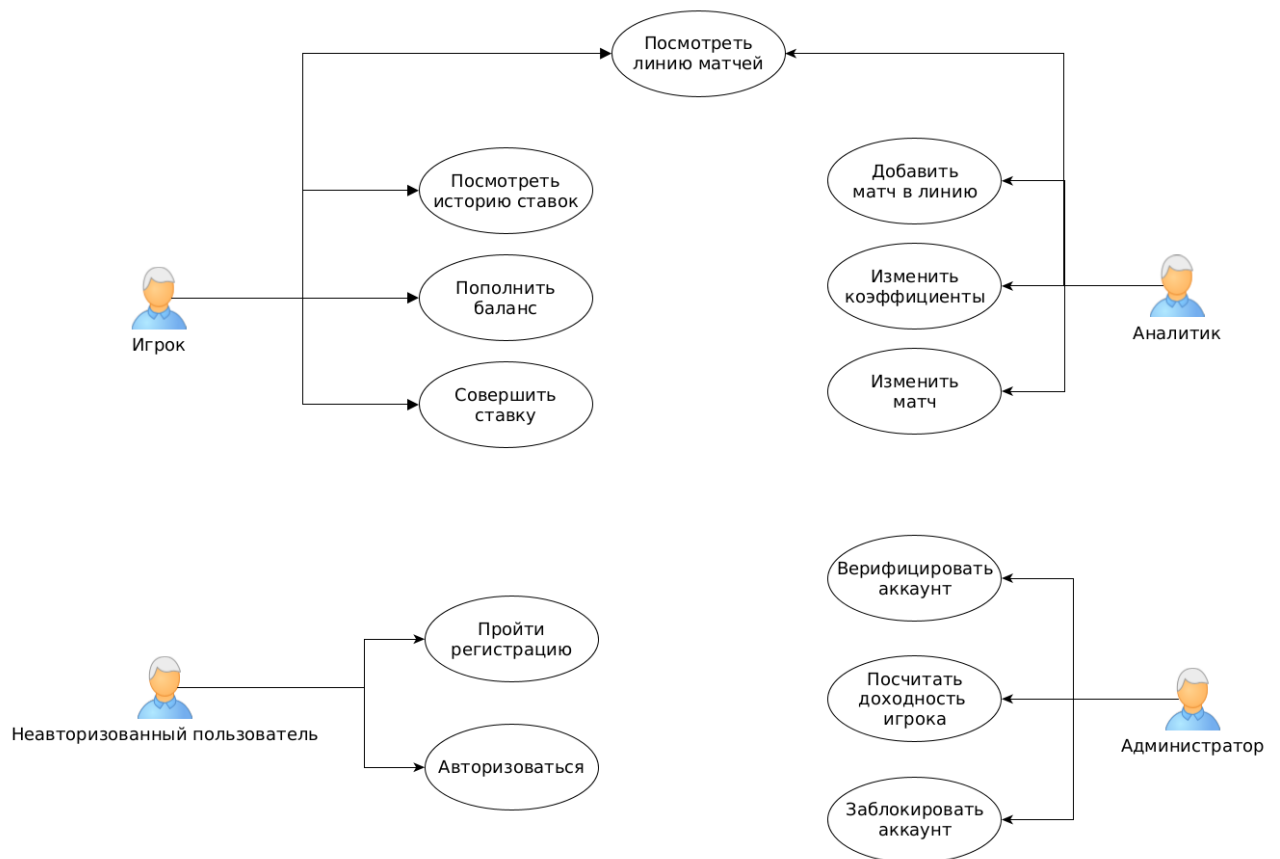 Посмотреть
линию матчей
Посмотреть
историю ставок
Добавить
матч в линию
Пополнить
баланс
Изменить
коэффициенты
Игрок
Аналитик
Совершить
ставку
Изменить
матч
Верифицировать
аккаунт
Пройти
регистрацию
Посчитать
доходность
игрока
Неавторизованный пользователь
Администратор
Авторизоваться
Заблокировать
аккаунт